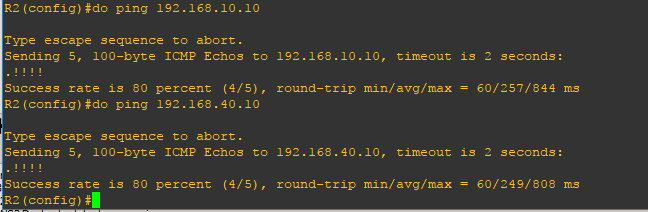 R2(config)#do ping 192.168.10.10
Type escape sequence to abort.
Sending 5, 100-byte ICMP Echos to 192.168.10.10, timeout is 2 seconds:
.!!!!
Success rate is 80 percent (4/5), round-trip min/avg/max = 60/257/844 ms
R2(config)#do ping 192.168.40.10
Type escape sequence to abort.
Sending 5, 100-byte ICMP Echos to 192.168.40.10, timeout is 2 seconds:
.!!!!
Success rate is 80 percent (4/5), round-trip min/avg/max = 60/249/808 ms
R2(config)#